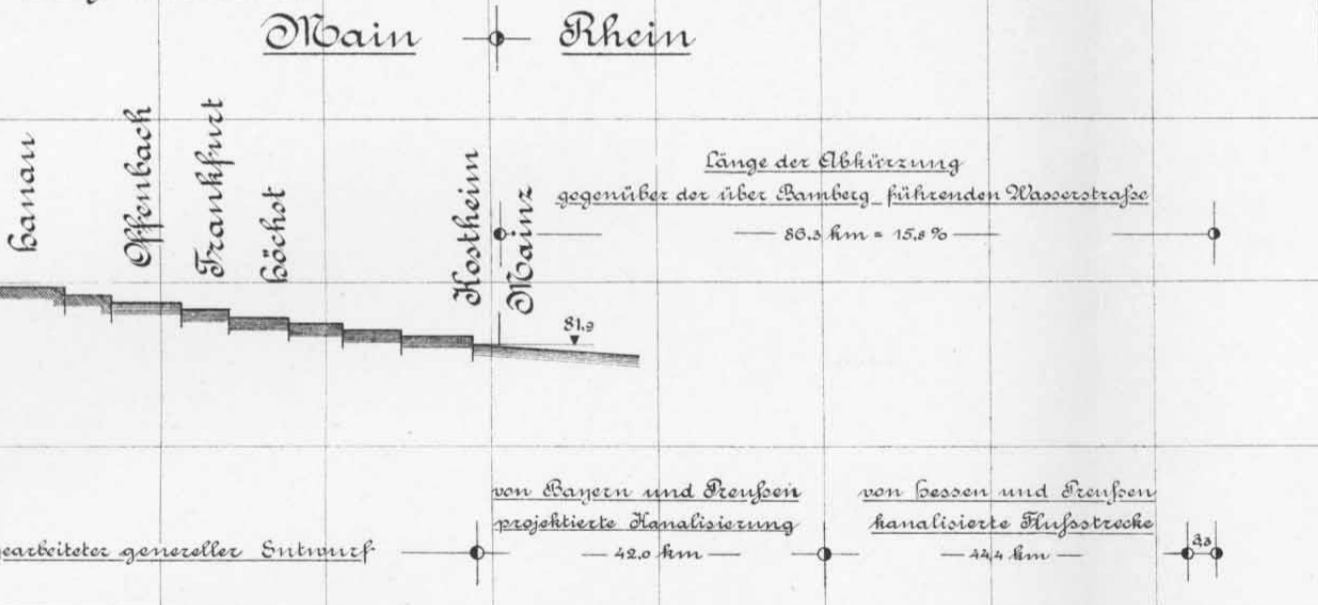 Main Rhein
Hanau
Offenbach
Frankfurt
Höchst
Kostheim
Mainz
Länge der Abkürzung
gegenüber der über Bamberg führenden Wasserstraße
86.3 km = 15,8 %
81,9
von Bayern und Preußen
projektierte Kanalisierung
42.0 km
von Hessen und Preußen
kanalisierte Flußstrecke
44,4 km
gearbeiteter genereller Entwurf